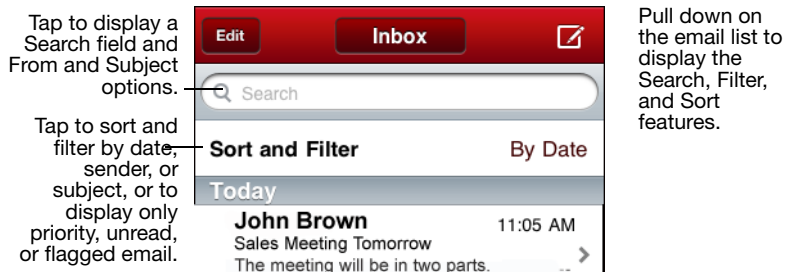 Tap to display a
Search field and
From and Subject
options.
Tap to sort and
filter by date,
sender, or
subject, or to
display only
priority, unread,
or flagged email.
Edit
Inbox
Search
Sort and Filter
By Date
Today
John Brown
11:05 AM
Sales Meeting Tomorrow
The meeting will be in two parts.
Pull down on
the email list to
display the
Search, Filter,
and Sort
features.